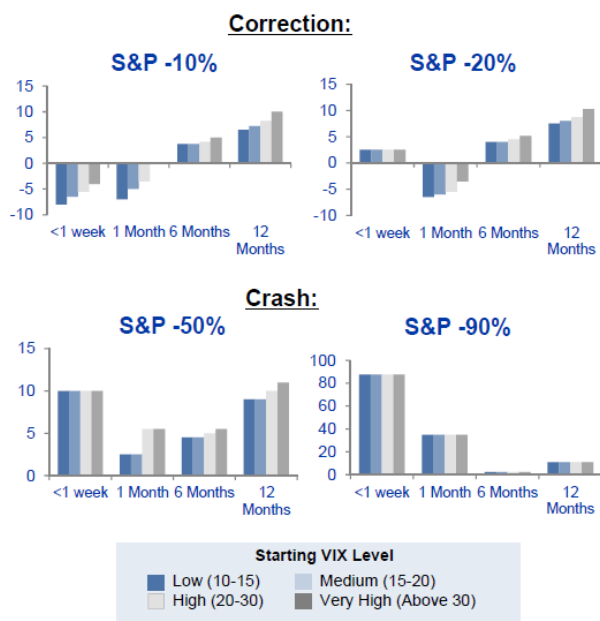 Correction:
S&P -10%
15
10
5
0
-5
-10
<1 week
1 Month
6 Months
12
Months
S&P -20%
15
10
5
0
-5
-10
<1 week
1 Month
6 Months
12
Months
Crash:
S&P -50%
15
10
5
0
<1 week
1 Month
6 Months
12
Months
S&P -90%
100
80
60
40
20
0
<1 week
1 Month
6 Months
12
Months
Starting VIX Level
Low (10-15)
Medium (15-20)
High (20-30)
Very High (Above 30)